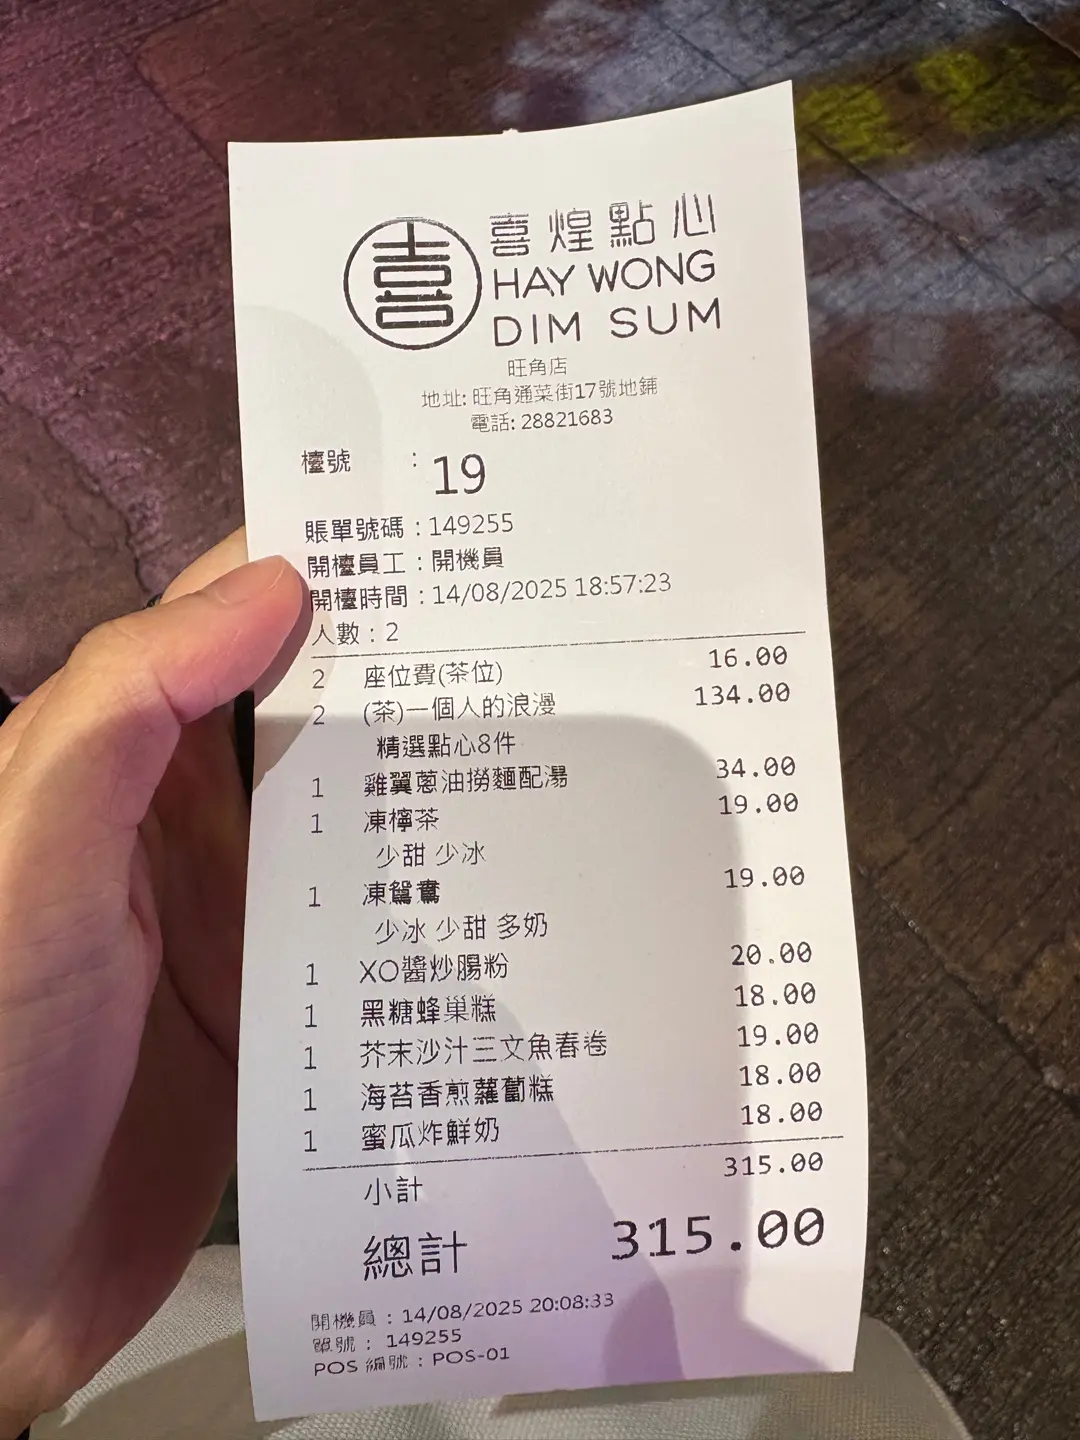 喜
喜煌點心
HAY WONG
DIM SUM
旺角店
地址: 旺角通菜街17號地鋪
電話: 28821683
檯號 : 19
賬單號碼 : 149255
開檯員工 : 開機員
開檯時間 : 14/08/2025 18:57:23
人數 : 2
2 座位費(茶位) 16.00
2 (茶)一個人的浪漫 134.00
精選點心8件
1 雞翼蔥油撈麵配湯 34.00
1 凍檸茶 19.00
少甜 少冰
1 凍鴛鴦 19.00
少冰 少甜 多奶
1 XO醬炒腸粉 20.00
1 黑糖蜂巢糕 18.00
1 芥末沙汁三文魚春卷 19.00
1 海苔香煎蘿蔔糕 18.00
1 蜜瓜炸鮮奶 18.00
小計 315.00
總計 315.00
開機員 : 14/08/2025 20:08:33
單號 : 149255
POS 編號 : POS-01